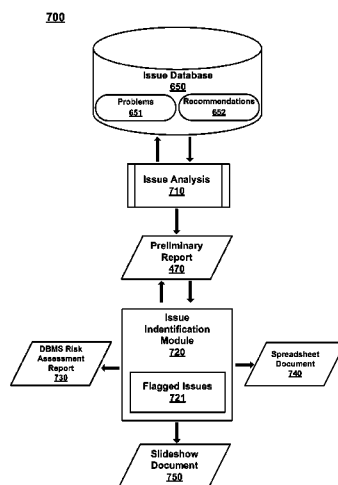 700
Issue Database
650
Problems
651
Recommendations
652
Issue Analysis
710
Preliminary
Report
470
Issue
Indentification
Module
720
Flagged Issues
721
DBMS Risk
Assessment
Report
730
Spreadsheet
Document
740
Slideshow
Document
750